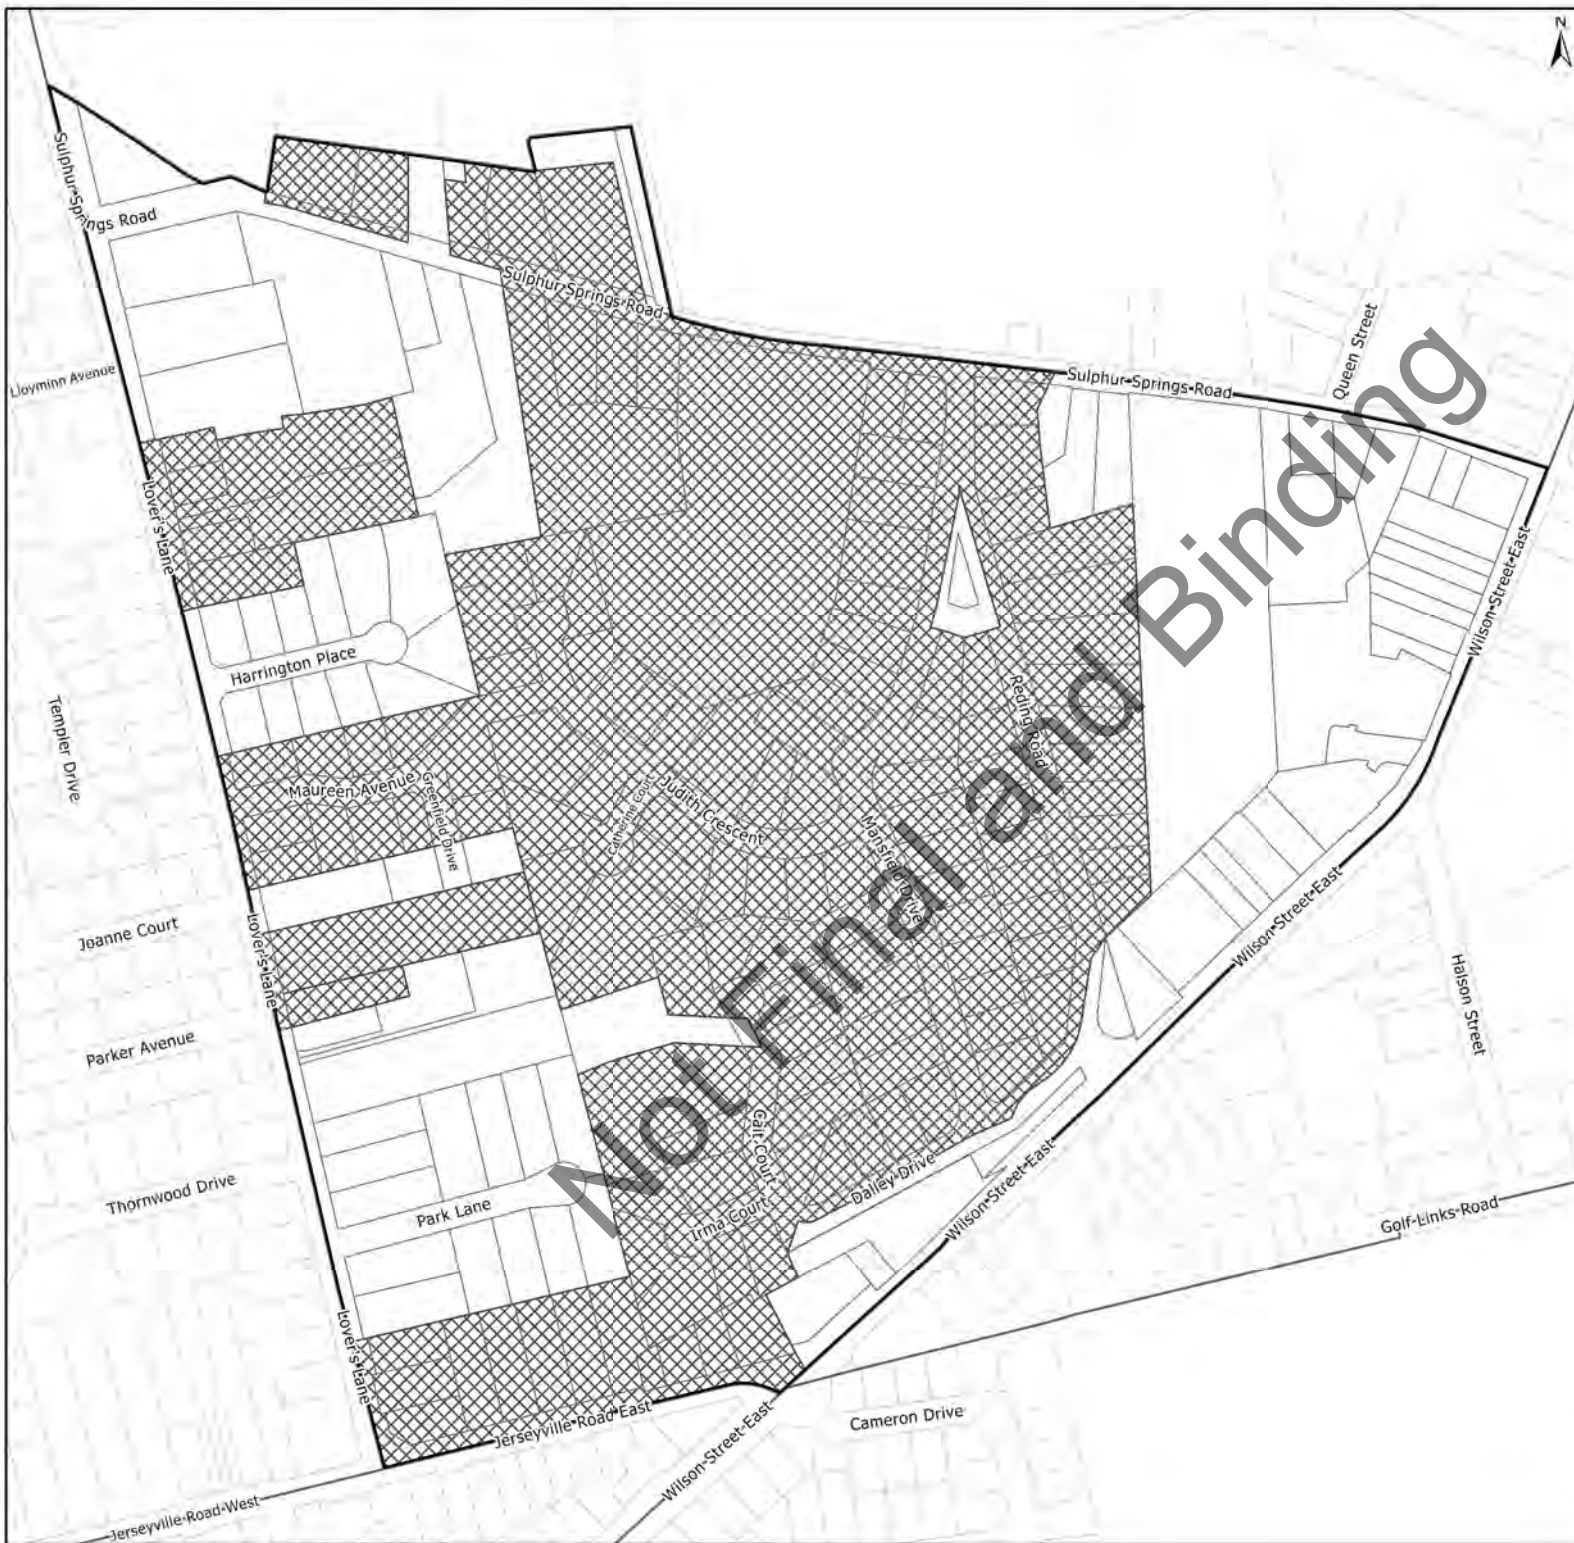 N
Sulphur Springs Road
Sulphur-Springs-Road
Sulphur-Springs-Road
Queen Street
Lloyminn Avenue
Lover's-Lane
Wilson-Street-East
Harrington Place
Templer Drive
Reding Road
Maureen Avenue
Greenfield Drive
Catherine Court
Judith Crescent
Mansfield Drive
Joanne Court
Lover's-Lane
Wilson-Street-East
Halson Street
Parker Avenue
Cait Court
Thornwood Drive
Park Lane
Irma Court
Dalley Drive
Wilson-Street-East
Golf-Links-Road
Lover's-Lane
Jerseyville-Road East
Cameron Drive
Wilson-Street-East
Jerseyville-Road-West
Not Final and Binding